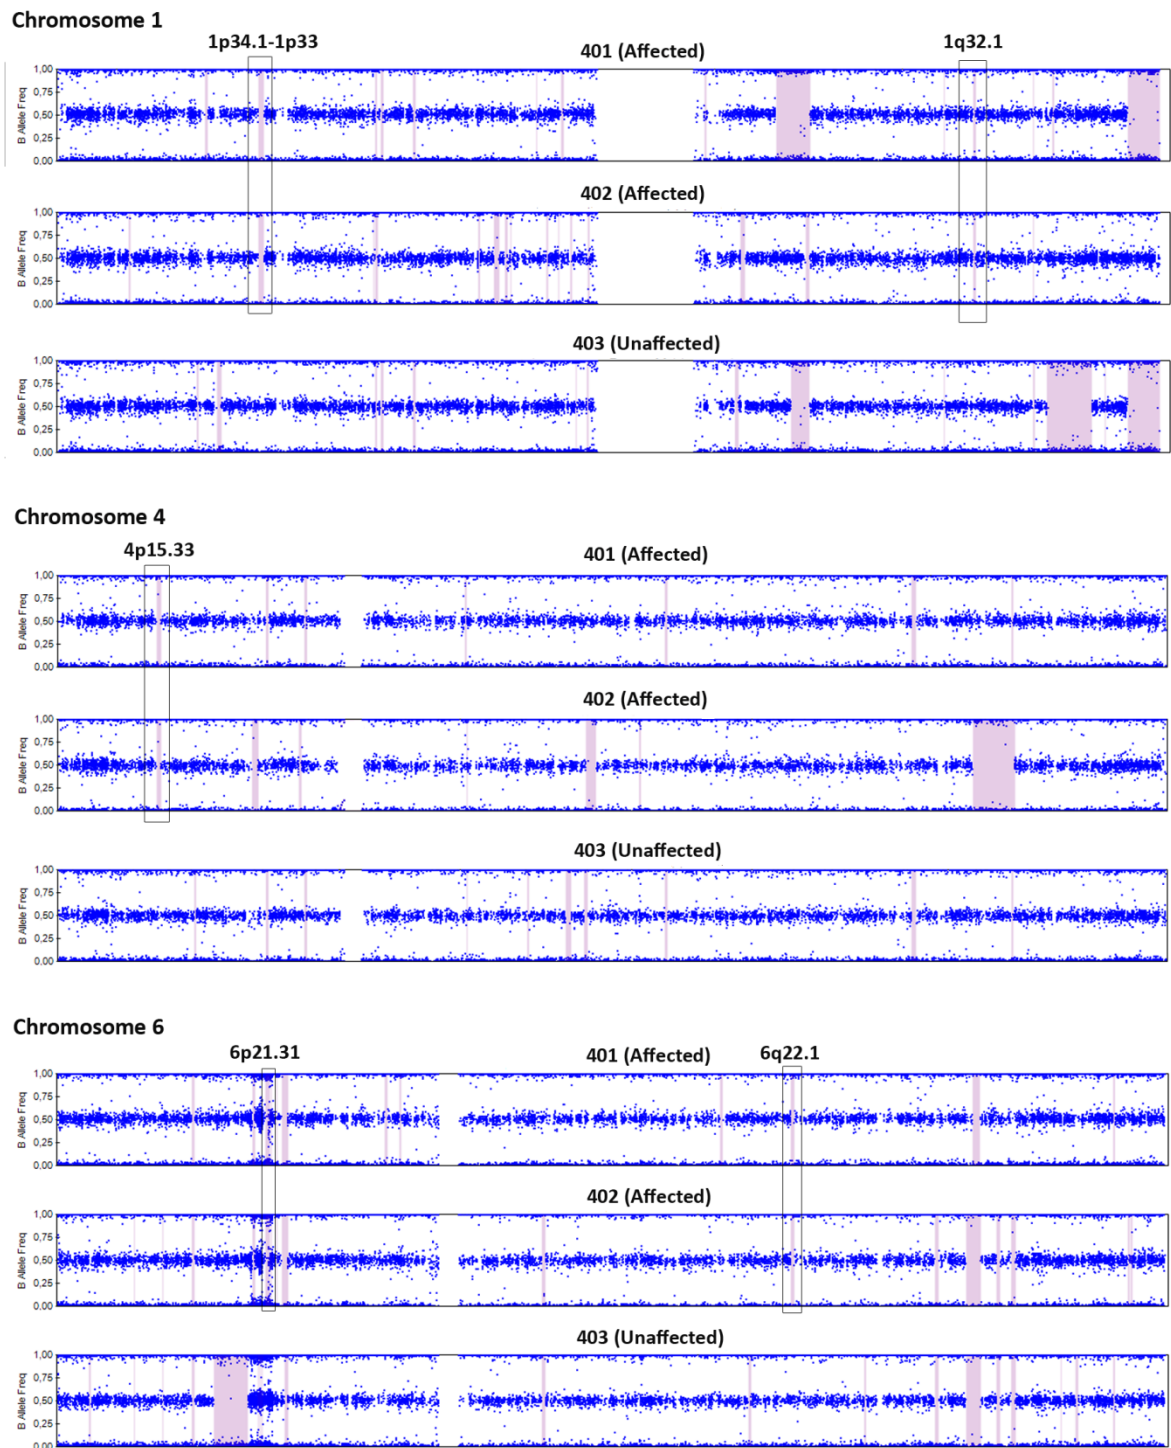 Chromosome 1
1p34.1-1p33
401 (Affected)
1q32.1
B Allele Freq
1,00
0,75
0,50
0,25
0.00
402 (Affected)
B Allele Freq
1,00
0,75
0,50
0,25
0.00
403 (Unaffected)
B Allele Freq
1,00
0,75
0,50
0,25
0.00
Chromosome 4
4p15.33
401 (Affected)
B Allele Freq
1,00
0,75
0,50
0,25
0.00
402 (Affected)
B Allele Freq
1,00
0,75
0,50
0,25
0.00
403 (Unaffected)
B Allele Freq
1,00
0,75
0,50
0,25
0.00
Chromosome 6
6p21.31
401 (Affected)
6q22.1
B Allele Freq
1,00
0,75
0,50
0,25
0.00
402 (Affected)
B Allele Freq
1,00
0,75
0,50
0,25
0.00
403 (Unaffected)
B Allele Freq
1,00
0,75
0,50
0,25
0.00